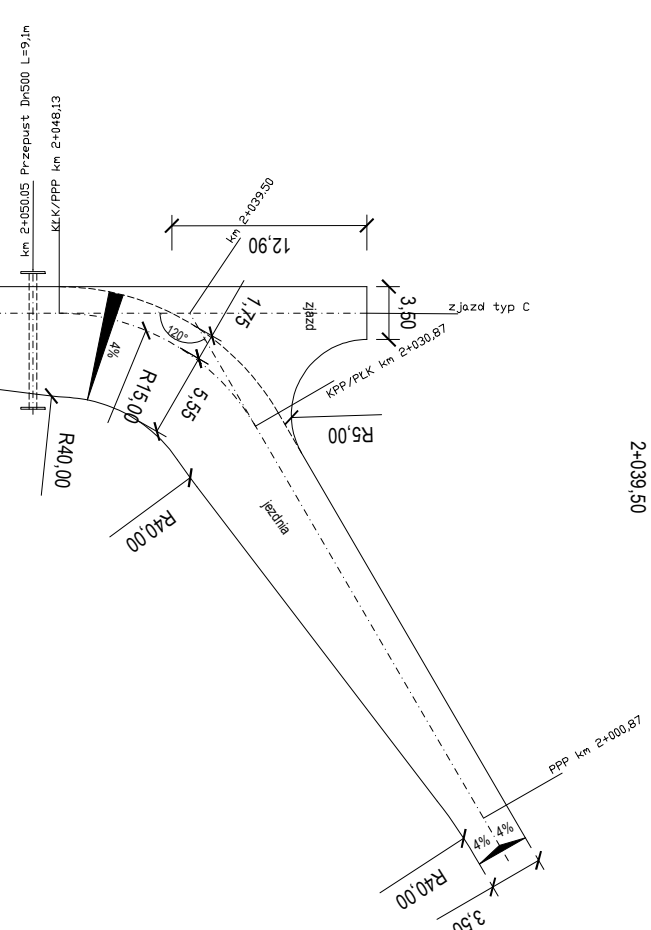 km 2+050.05 Przepust Dn500 L=9,1m
KŁK/PPP km 2+048,13
km 2+039.50
12,90
zjazd
3,50
zjazd typ C
1,75
120°
4%
R15,00
5,55
KPP/PŁK km 2+030,87
R5,00
R40,00
R40,00
jezdnia
2+039,50
PPP km 2+000,87
4%
4%
R40,00
3,50